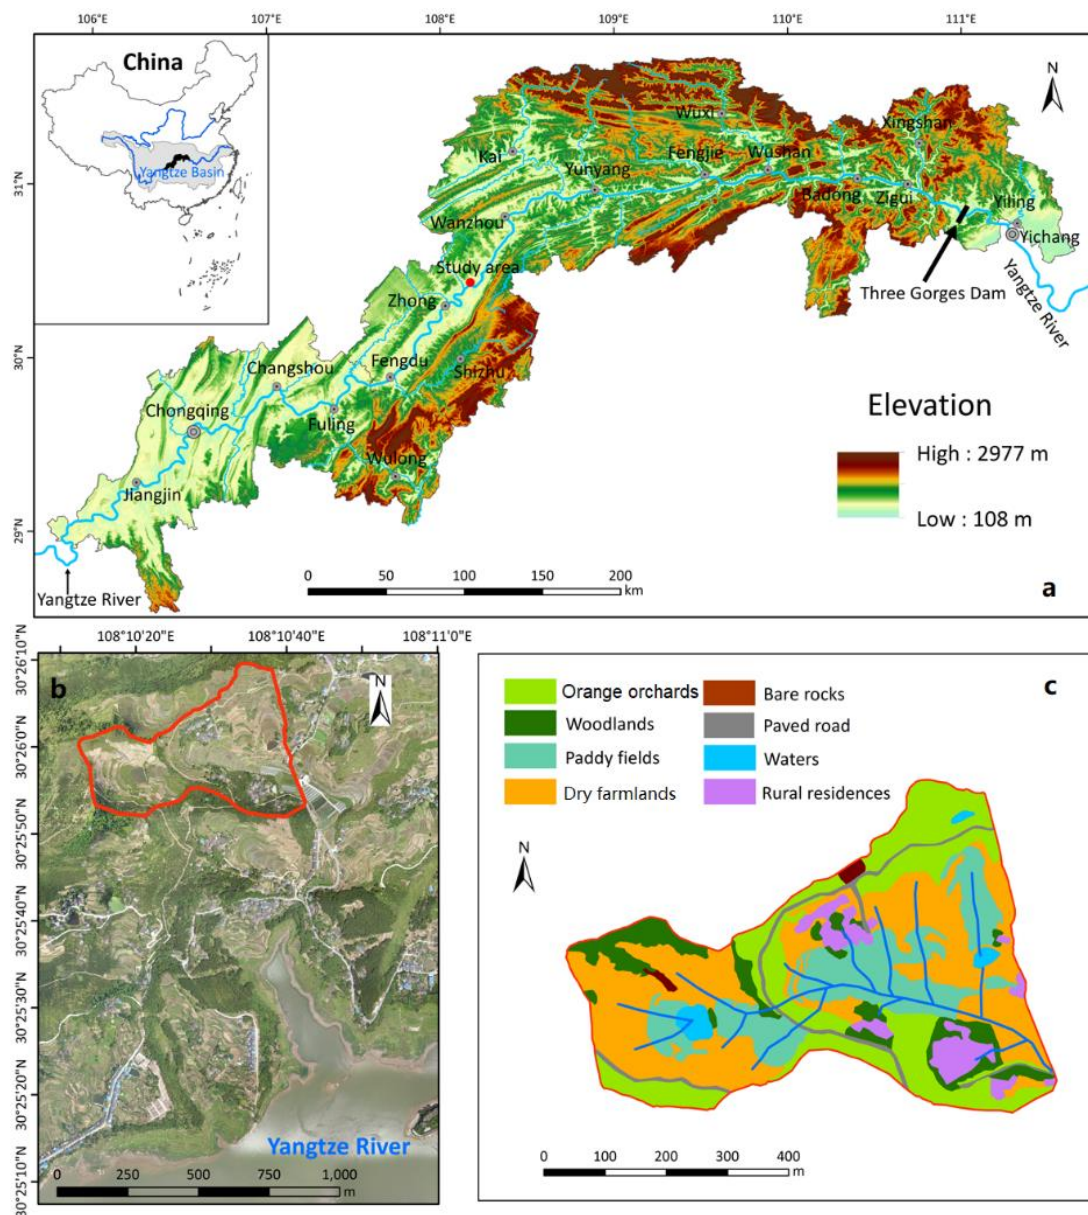 106°E
107°E
108°E
109°E
110°E
111°E
31°N
30°N
29°N
China
Yangtze Basin
N
Wuxi
Xingshan
Kai
Yunyang
Fengjie
Wushan
Badong
Zigui
Yiling
Yichang
Wanzhou
Study area
Zhong
Three Gorges Dam
Yangtze River
Changshou
Fengdu
Shizhu
Chongqing
Fuling
Wulong
Jiangjin
Yangtze River
Elevation
High : 2977 m
Low : 108 m
0 50 100 150 200
km
a
108°10'20"E 108°10'40"E 108°11'0"E
30°26'10"N
30°26'0"N
30°25'50"N
30°25'40"N
30°25'30"N
30°25'20"N
30°25'10"N
b
N
Yangtze River
0 250 500 750 1,000
m
c
Orange orchards
Woodlands
Paddy fields
Dry farmlands
Bare rocks
Paved road
Waters
Rural residences
N
0 100 200 300 400
m